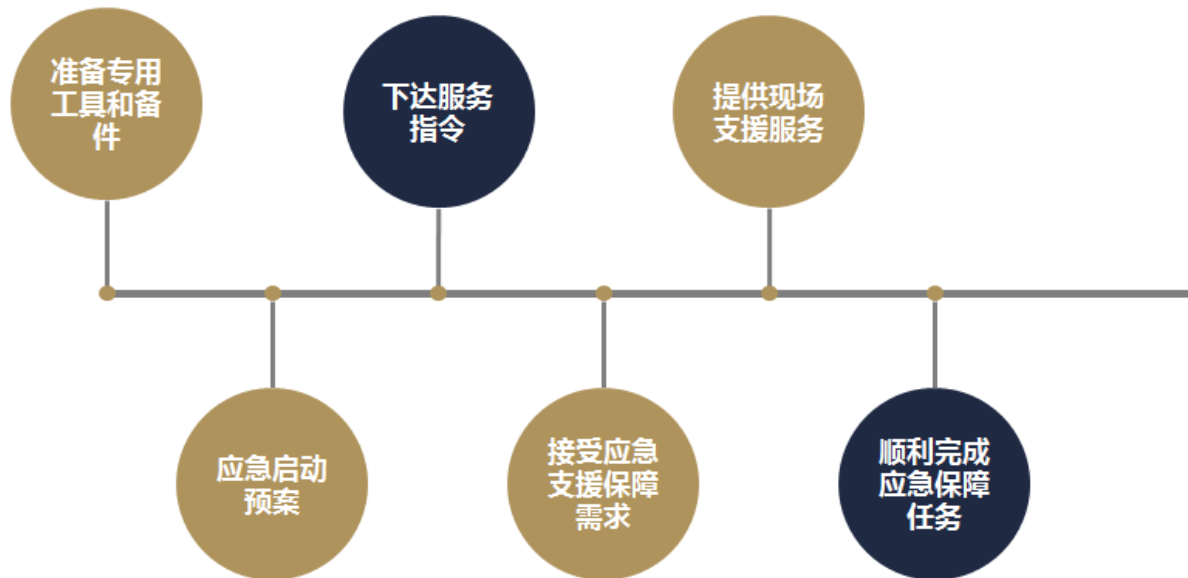 准备专用
工具和备
件
下达服务
指令
提供现场
支援服务
应急启动
预案
接受应急
支援保障
需求
顺利完成
应急保障
任务